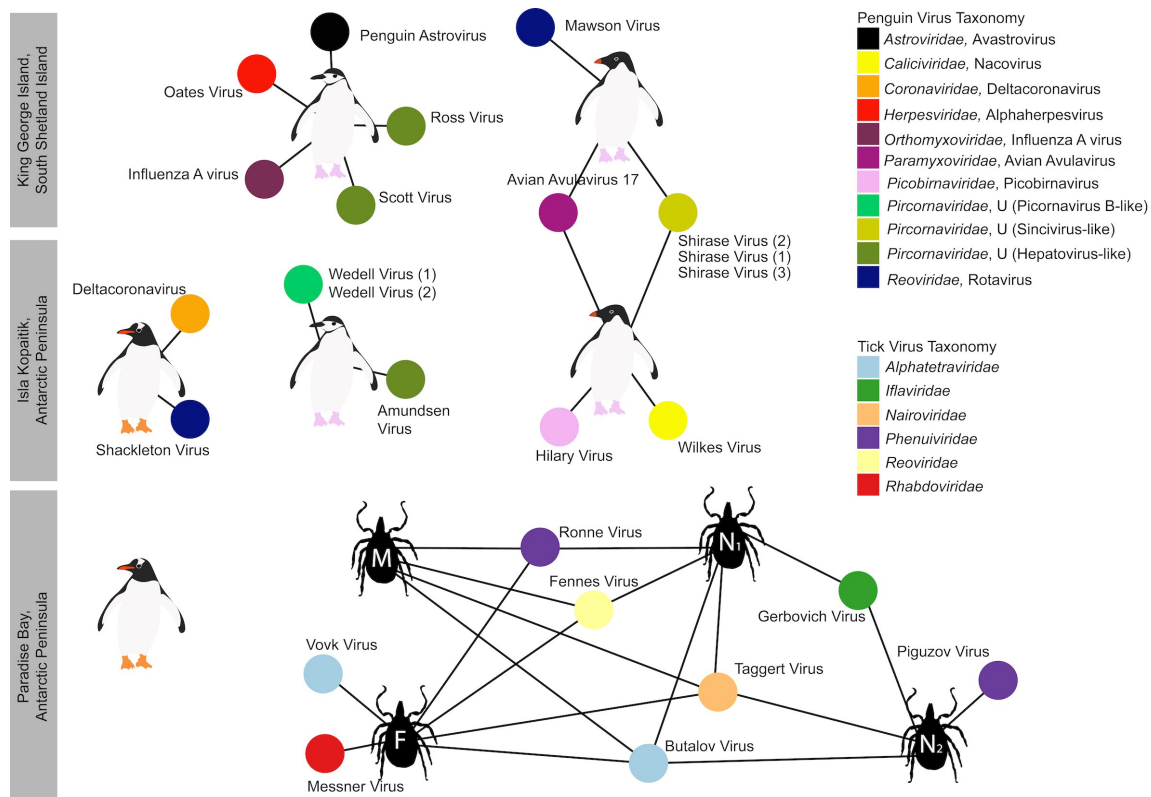 King George Island,
South Shetland Island
Penguin Astrovirus
Oates Virus
Ross Virus
Influenza A virus
Scott Virus
Mawson Virus
Avian Avulavirus 17
Shirase Virus (2)
Shirase Virus (1)
Shirase Virus (3)
Penguin Virus Taxonomy
Astroviridae, Avastrovirus
Caliciviridae, Nacovirus
Coronaviridae, Deltacoronavirus
Herpesviridae, Alphaherpesvirus
Orthomyxoviridae, Influenza A virus
Paramyxoviridae, Avian Avulavirus
Picobirnaviridae, Picobirnavirus
Pircornaviridae, U (Picornavirus B-like)
Pircornaviridae, U (Sincivirus-like)
Pircornaviridae, U (Hepatovirus-like)
Reoviridae, Rotavirus
Isla Kopaitik,
Antarctic Peninsula
Deltacoronavirus
Shackleton Virus
Wedell Virus (1)
Wedell Virus (2)
Amundsen
Virus
Hilary Virus
Wilkes Virus
Tick Virus Taxonomy
Alphatetraviridae
Iflaviridae
Nairoviridae
Phenuiviridae
Reoviridae
Rhabdoviridae
Paradise Bay,
Antarctic Peninsula
M
Ronne Virus
N1
Fennes Virus
Gerbovich Virus
Vovk Virus
Taggert Virus
Piguzov Virus
F
Butalov Virus
N2
Messner Virus